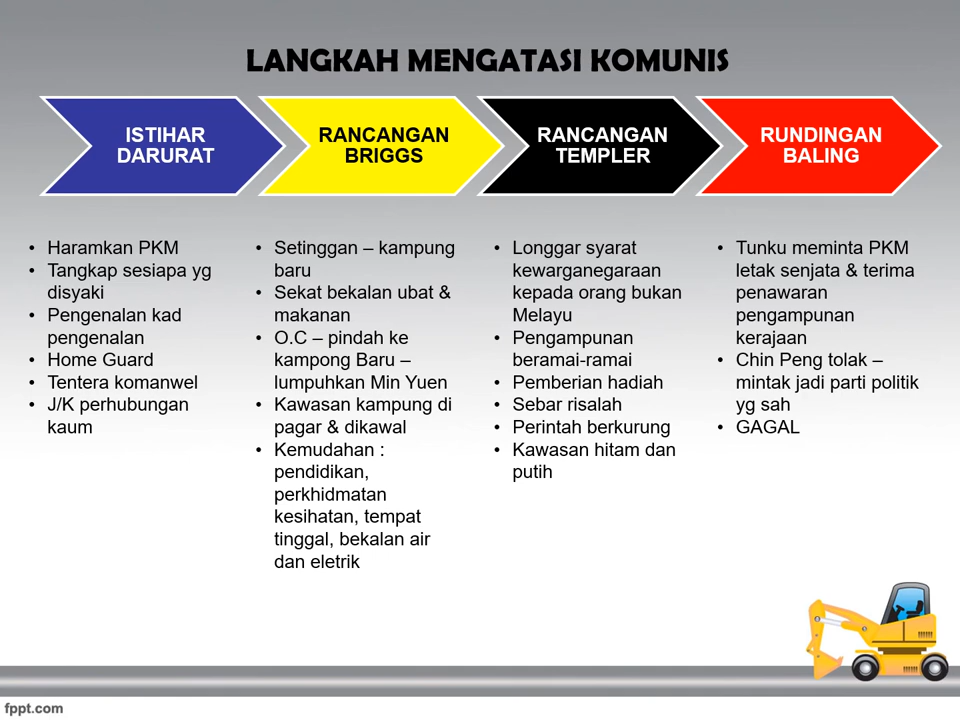 LANGKAH MENGATASI KOMUNIS
ISTIHAR
DARURAT
RANCANGAN
BRIGGS
RANCANGAN
TEMPLER
RUNDINGAN
BALING
• Haramkan PKM
• Tangkap sesiapa yg
disyaki
• Pengenalan kad
pengenalan
• Home Guard
• Tentera komanwel
• J/K perhubungan
kaum
• Setinggan – kampung
baru
• Sekat bekalan ubat &
makanan
• O.C – pindah ke
kampong Baru –
lumpuhkan Min Yuen
• Kawasan kampung di
pagar & dikawal
• Kemudahan :
pendidikan,
perkhidmatan
kesihatan, tempat
tinggal, bekalan air
dan eletrik
• Longgar syarat
kewarganegaraan
kepada orang bukan
Melayu
• Pengampunan
beramai-ramai
• Pemberian hadiah
• Sebar risalah
• Perintah berkurung
• Kawasan hitam dan
putih
• Tunku meminta PKM
letak senjata & terima
penawaran
pengampunan
kerajaan
• Chin Peng tolak –
mintak jadi parti politik
yg sah
• GAGAL
fppt.com